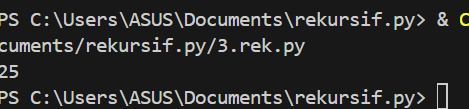 PS C:\Users\ASUS\Documents\rekursif.py> & C
cuments/rekursif.py/3.rek.py
25
PS C:\Users\ASUS\Documents\rekursif.py>